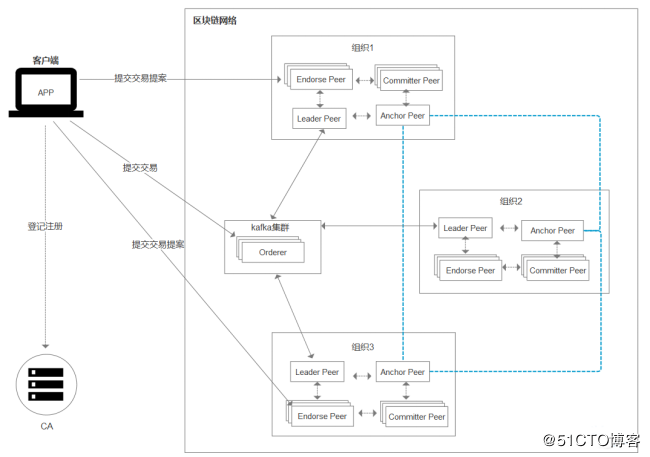 区块链网络
客户端
APP
组织1
Endorse Peer
Committer Peer
Leader Peer
Anchor Peer
提交交易提案
提交交易
登记注册
提交交易提案
kafka集群
Orderer
组织2
Leader Peer
Anchor Peer
Endorse Peer
Committer Peer
组织3
Leader Peer
Anchor Peer
Endorse Peer
Committer Peer
CA
@51CTO博客